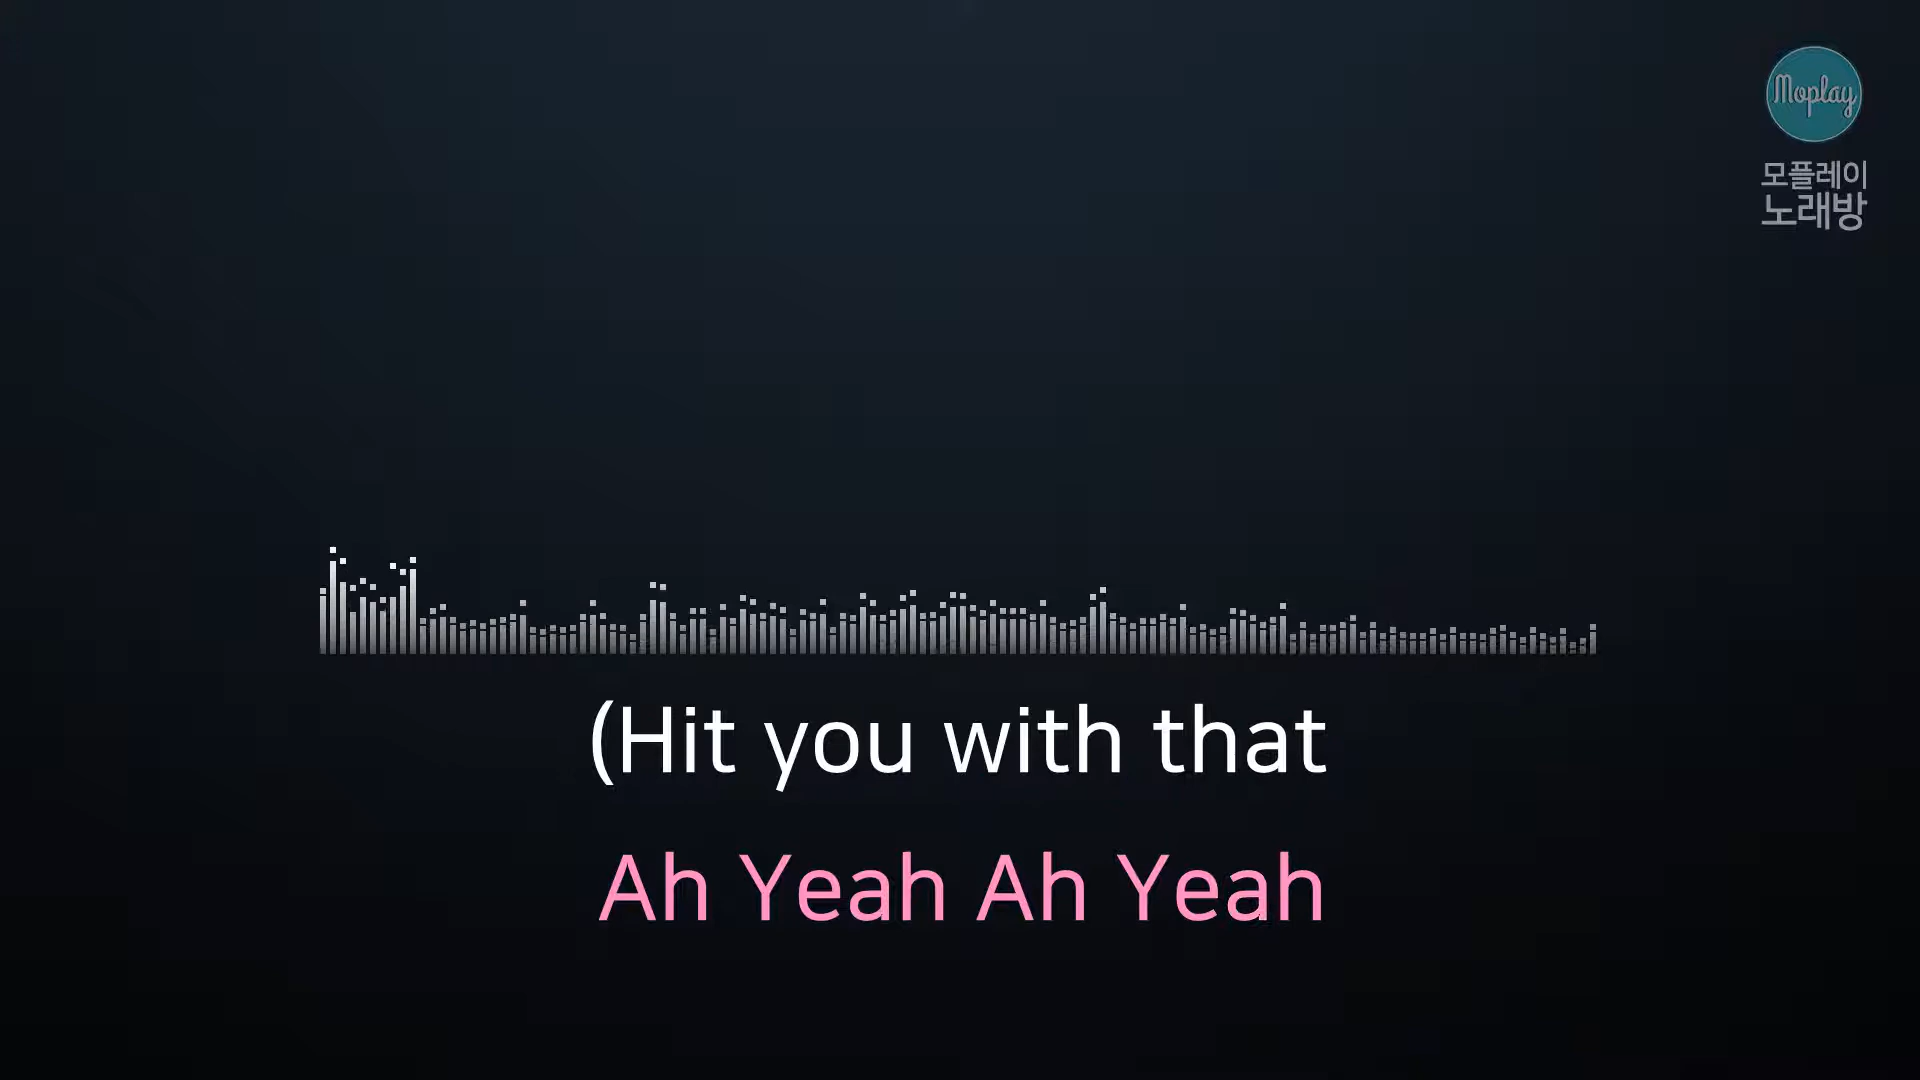 Moplay
모플레이
노래방
(Hit you with that
Ah Yeah Ah Yeah